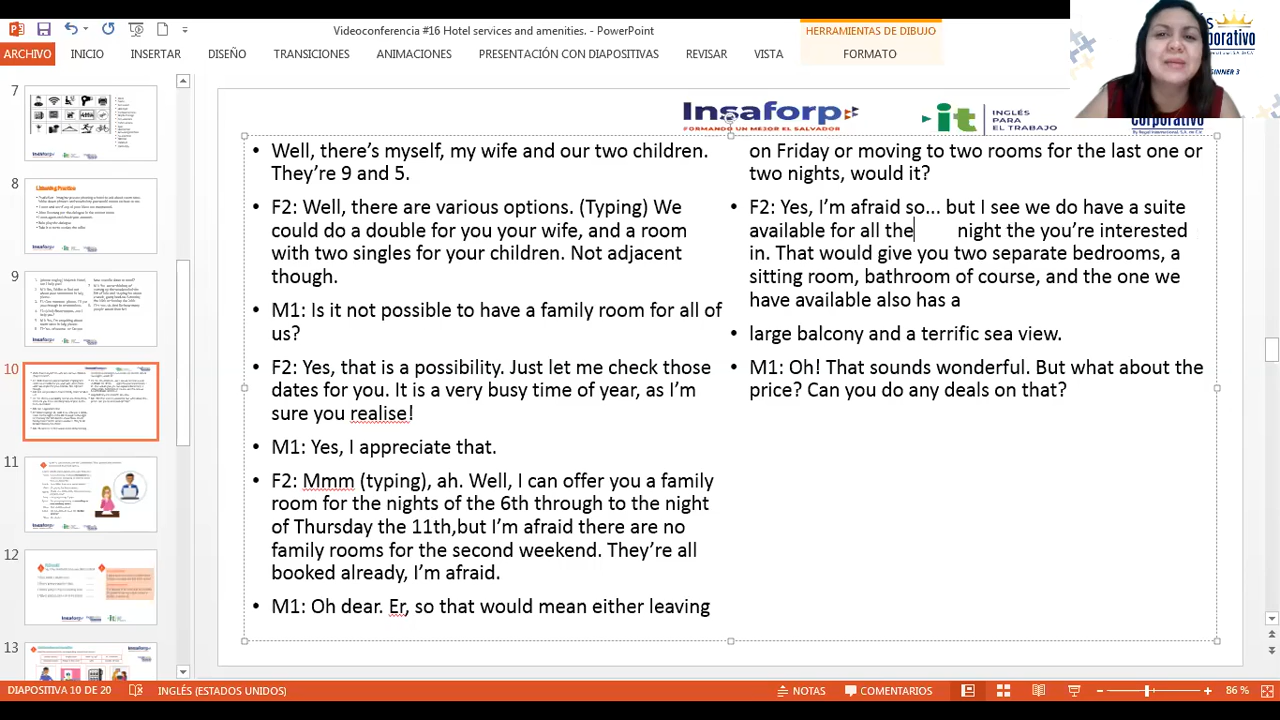 Videoconferencia #16 Hotel services and amenities. - PowerPoint
HERRAMIENTAS DE DIBUJO
ARCHIVO INICIO INSERTAR DISEÑO TRANSICIONES ANIMACIONES PRESENTACIÓN CON DIAPOSITIVAS REVISAR VISTA FORMATO
7
8
Listening Practice
9
10
11
12
13
Insaforp
FORMANDO UN MEJOR EL SALVADOR
it
INGLÉS
PARA
EL TRABAJO
• Well, there's myself, my wife and our two children.
They're 9 and 5.
• F2: Well, there are various options. (Typing) We
could do a double for you your wife, and a room
with two singles for your children. Not adjacent
though.
• M1: is it not possible to have a family room for all of
us?
• F2: Yes, that is a possibility. Just let me check those
dates for you. It is a very busy time of year, as I'm
sure you realise!
• M1: Yes, I appreciate that.
• F2: Mmm (typing), ah. Well, I can offer you a family
room for the nights of the 6th through to the night
of Thursday the 11th,but I'm afraid there are no
family rooms for the second weekend. They're all
booked already, I'm afraid.
• M1: Oh dear. Er, so that would mean either leaving
on Friday or moving to two rooms for the last one or
two nights, would it?
• F2: Yes, I'm afraid so… but I see we do have a suite
available for all the night the you're interested
in. That would give you two separate bedrooms, a
sitting room, bathroom of course, and the one we
have available also has a
• large balcony and a terrific sea view.
• M1: Ohh! That sounds wonderful. But what about the
price? Can you do any deals on that?
DIAPOSITIVA 10 DE 20 INGLÉS (ESTADOS UNIDOS) NOTAS COMENTARIOS 86 %